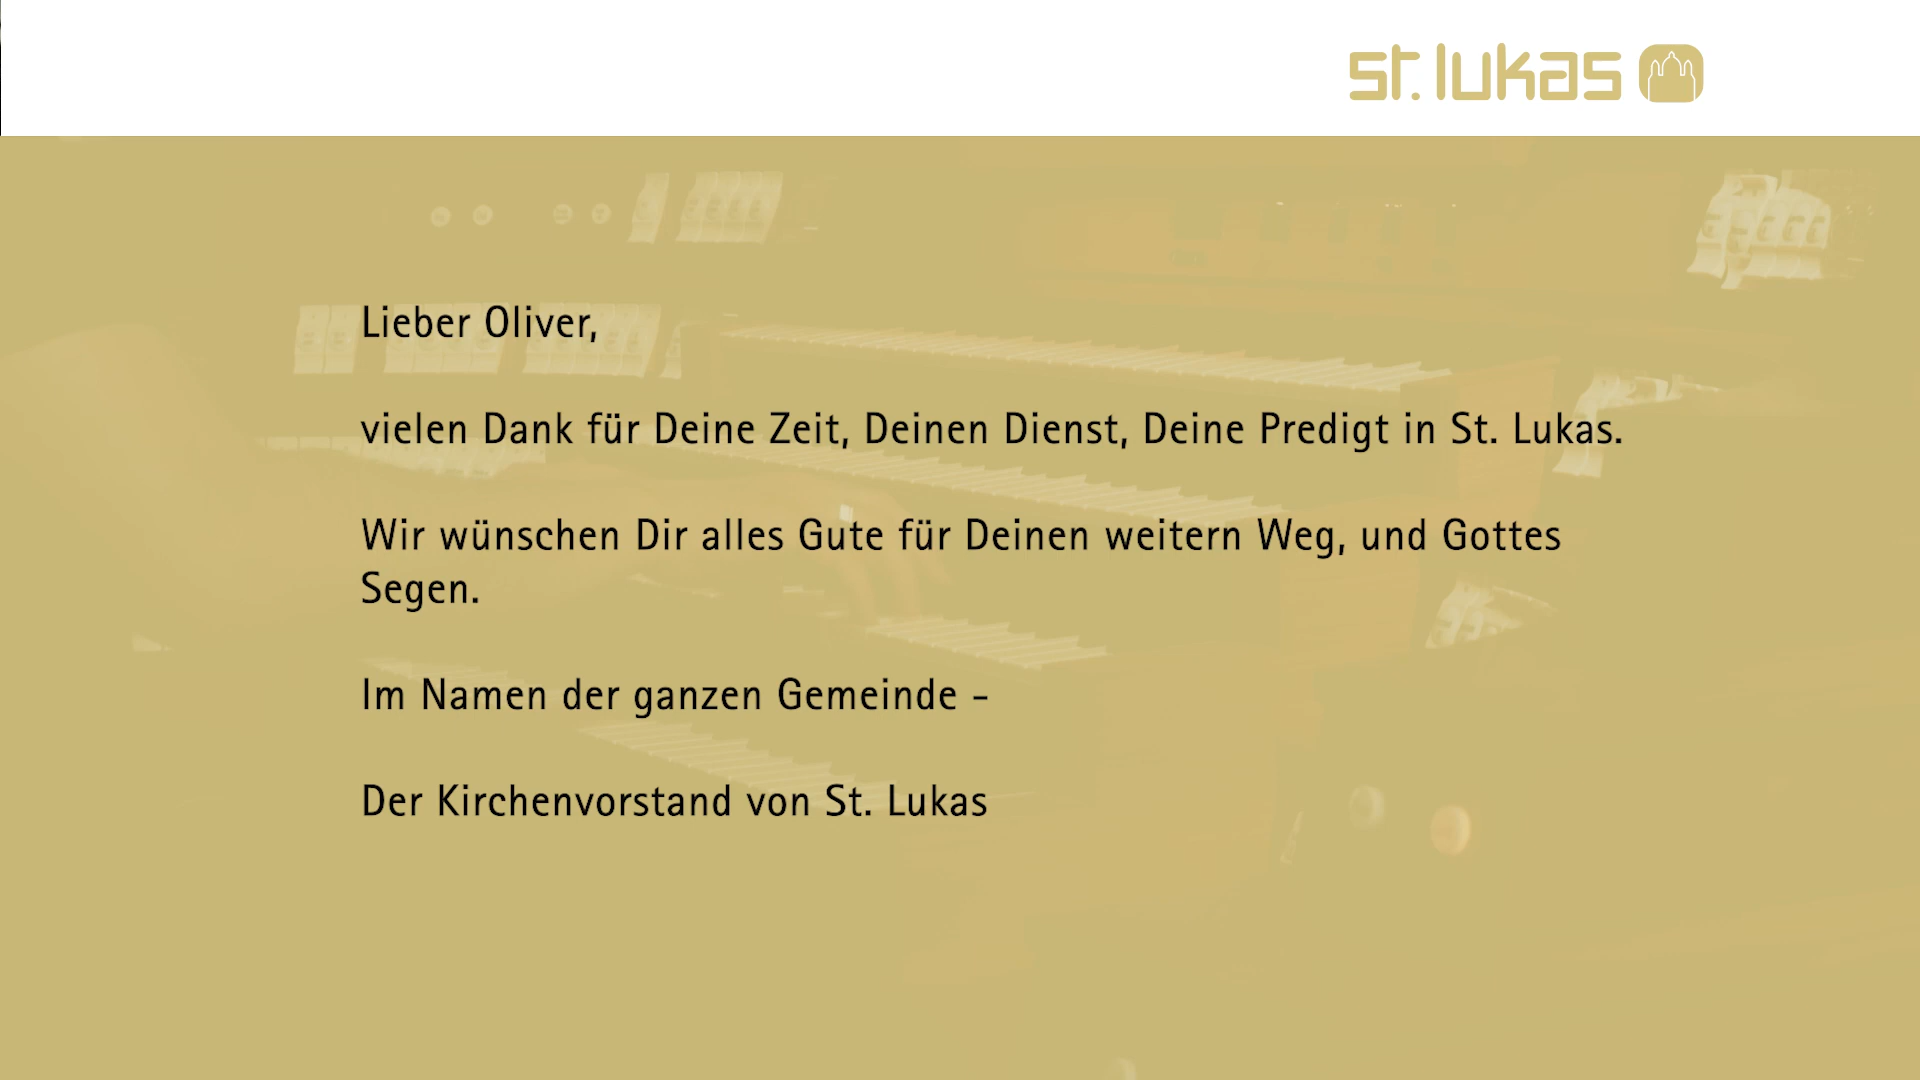 st. lukas
Lieber Oliver,
vielen Dank für Deine Zeit, Deinen Dienst, Deine Predigt in St. Lukas.
Wir wünschen Dir alles Gute für Deinen weitern Weg, und Gottes
Segen.
Im Namen der ganzen Gemeinde -
Der Kirchenvorstand von St. Lukas